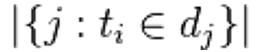 |{j : t_i ∈ d_j}|